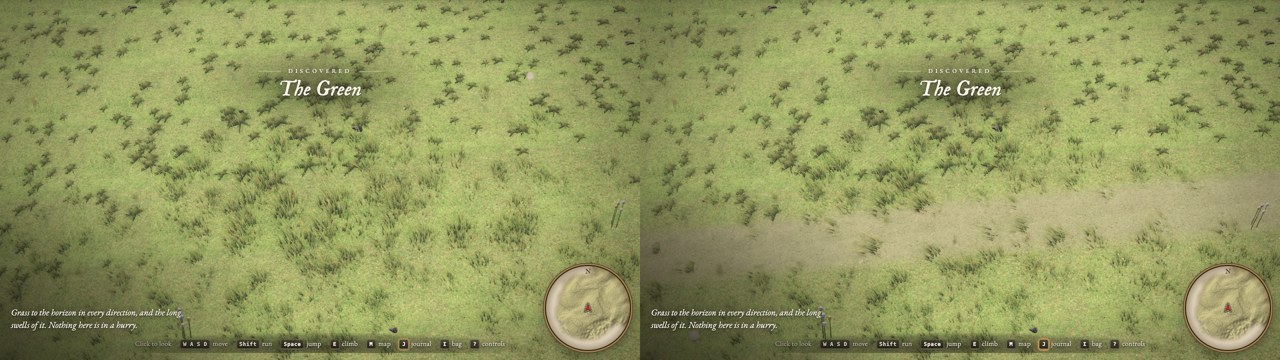 DISCOVERED
The Green
N
Grass to the horizon in every direction, and the long
swells of it. Nothing here is in a hurry.
Click to look W A S D move Shift run Space jump E climb M map J journal I bag ? controls
DISCOVERED
The Green
N
Grass to the horizon in every direction, and the long
swells of it. Nothing here is in a hurry.
Click to look W A S D move Shift run Space jump E climb M map J journal I bag ? controls